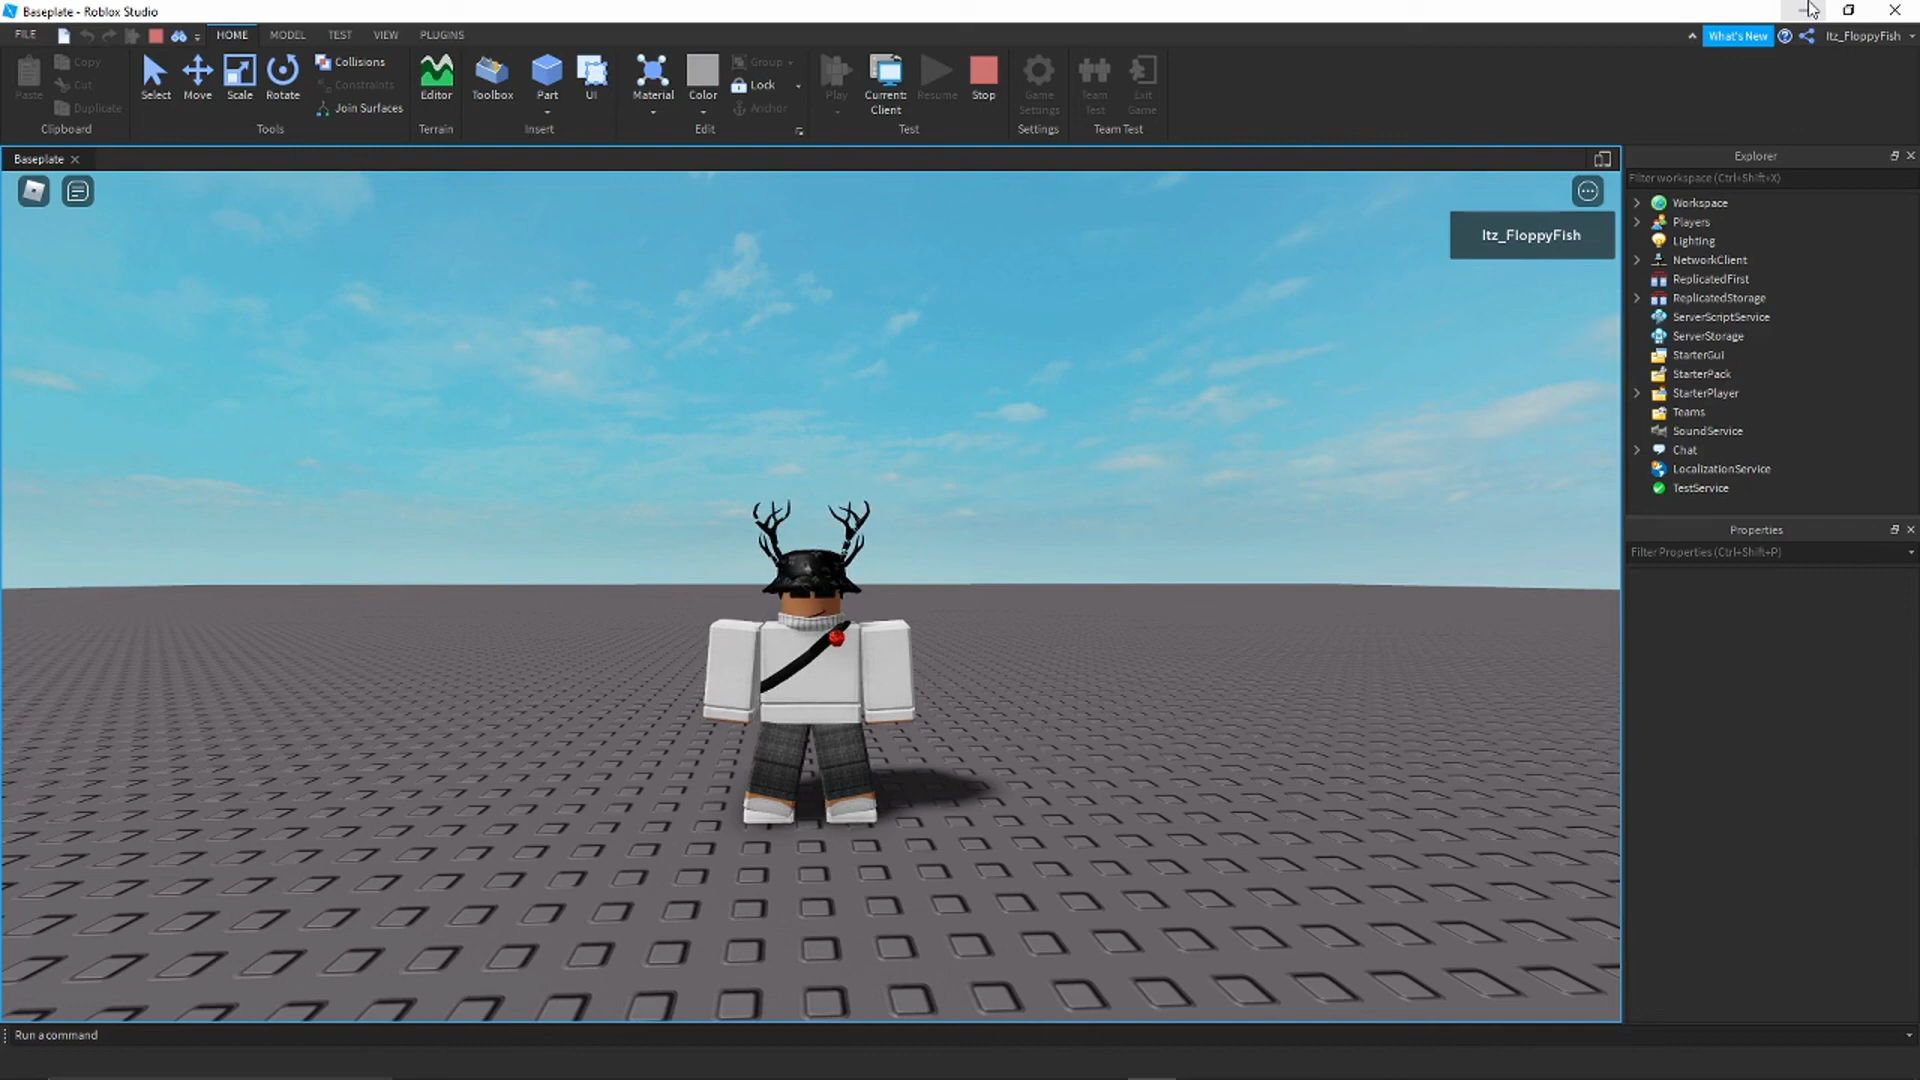 Baseplate - Roblox Studio
FILE HOME MODEL TEST VIEW PLUGINS What's New Itz_FloppyFish
Paste Copy Cut Duplicate
Clipboard
Select Move Scale Rotate Collisions Constraints Join Surfaces
Tools
Editor
Terrain
Toolbox Part UI
Insert
Material Color Group Lock Anchor
Edit
Play Current: Client Resume Stop
Test
Game Settings
Settings
Team Test Exit Game
Team Test
Baseplate
Itz_FloppyFish
Explorer
Filter workspace (Ctrl+Shift+X)
Workspace
Players
Lighting
NetworkClient
ReplicatedFirst
ReplicatedStorage
ServerScriptService
ServerStorage
StarterGui
StarterPack
StarterPlayer
Teams
SoundService
Chat
LocalizationService
TestService
Properties
Filter Properties (Ctrl+Shift+P)
Run a command